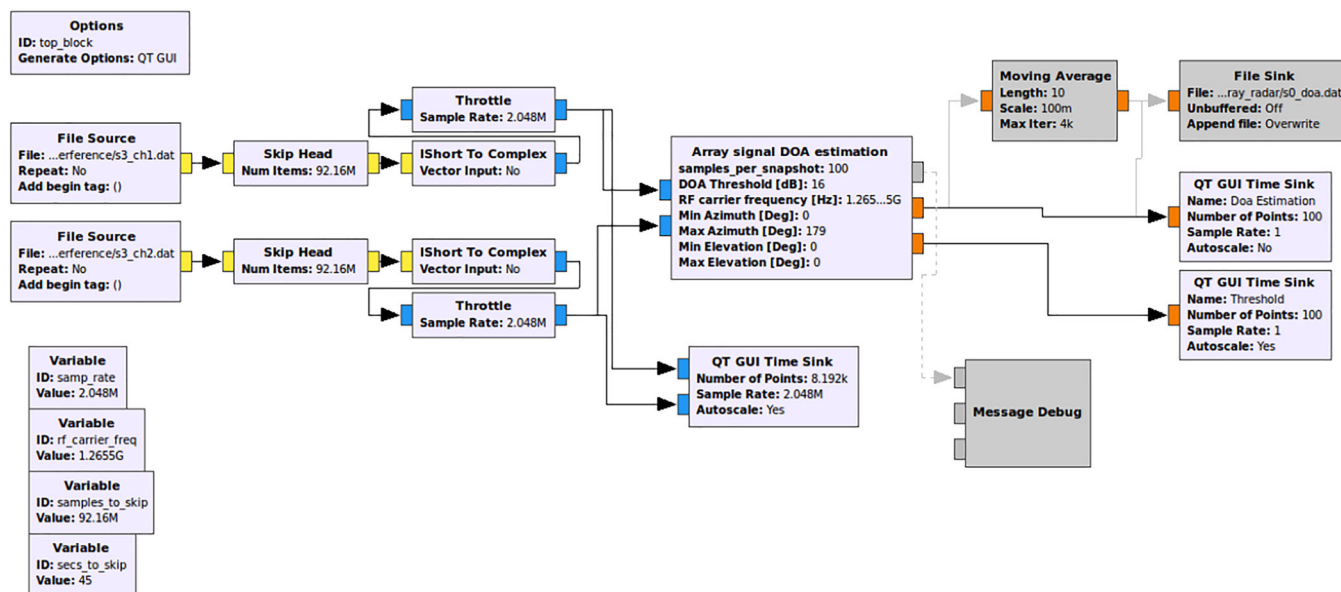 Options
ID: top_block
Generate Options: QT GUI
File Source
File: ...erference/s3_ch1.dat
Repeat: No
Add begin tag: ()
Skip Head
Num Items: 92.16M
Throttle
Sample Rate: 2.048M
IShort To Complex
Vector Input: No
File Source
File: ...erference/s3_ch2.dat
Repeat: No
Add begin tag: ()
Skip Head
Num Items: 92.16M
IShort To Complex
Vector Input: No
Throttle
Sample Rate: 2.048M
Array signal DOA estimation
samples_per_snapshot: 100
DOA Threshold [dB]: 16
RF carrier frequency [Hz]: 1.265...5G
Min Azimuth [Deg]: 0
Max Azimuth [Deg]: 179
Min Elevation [Deg]: 0
Max Elevation [Deg]: 0
Moving Average
Length: 10
Scale: 100m
Max Iter: 4k
File Sink
File: ...ray_radar/s0_doa.dat
Unbuffered: Off
Append file: Overwrite
QT GUI Time Sink
Name: Doa Estimation
Number of Points: 100
Sample Rate: 1
Autoscale: No
QT GUI Time Sink
Name: Threshold
Number of Points: 100
Sample Rate: 1
Autoscale: Yes
QT GUI Time Sink
Number of Points: 8.192k
Sample Rate: 2.048M
Autoscale: Yes
Message Debug
Variable
ID: samp_rate
Value: 2.048M
Variable
ID: rf_carrier_freq
Value: 1.2655G
Variable
ID: samples_to_skip
Value: 92.16M
Variable
ID: secs_to_skip
Value: 45